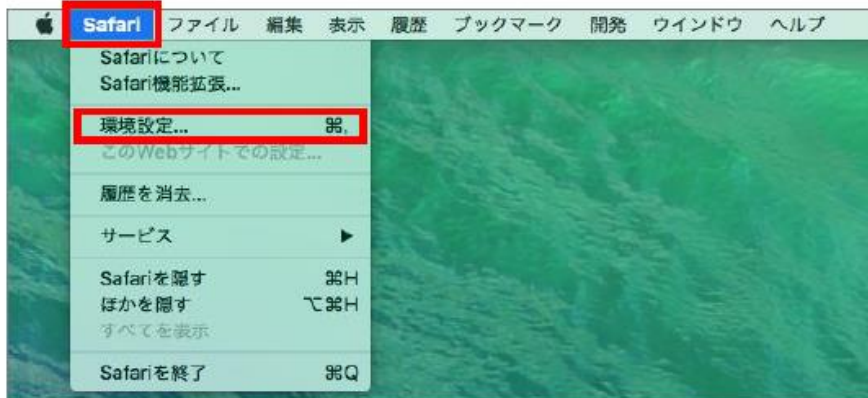 Safari ファイル 編集 表示 履歴 ブックマーク 開発 ウインドウ ヘルプ
Safariについて
Safari機能拡張...
環境設定... ⌘,
このWebサイトでの設定...
履歴を消去...
サービス ▶
Safariを隠す ⌘H
ほかを隠す ⌥⌘H
すべてを表示
Safariを終了 ⌘Q